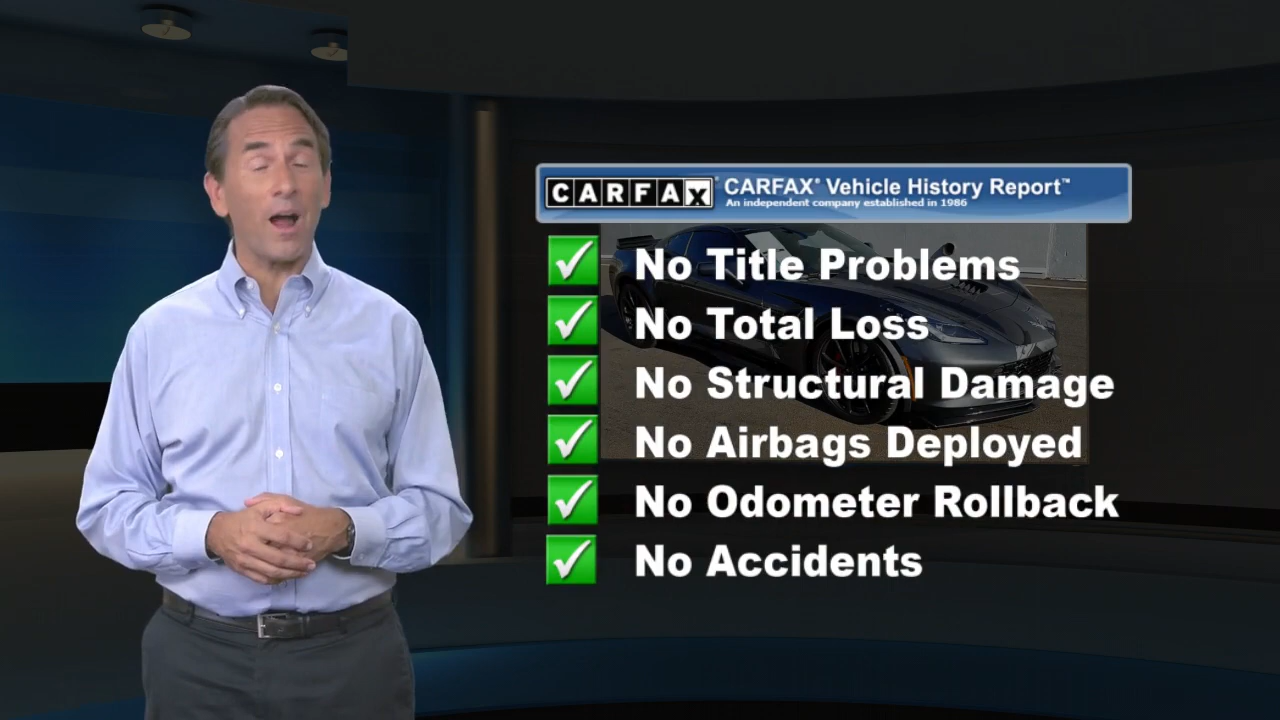 CARFAX
CARFAX® Vehicle History Report™
An independent company established in 1986
No Title Problems
No Total Loss
No Structural Damage
No Airbags Deployed
No Odometer Rollback
No Accidents